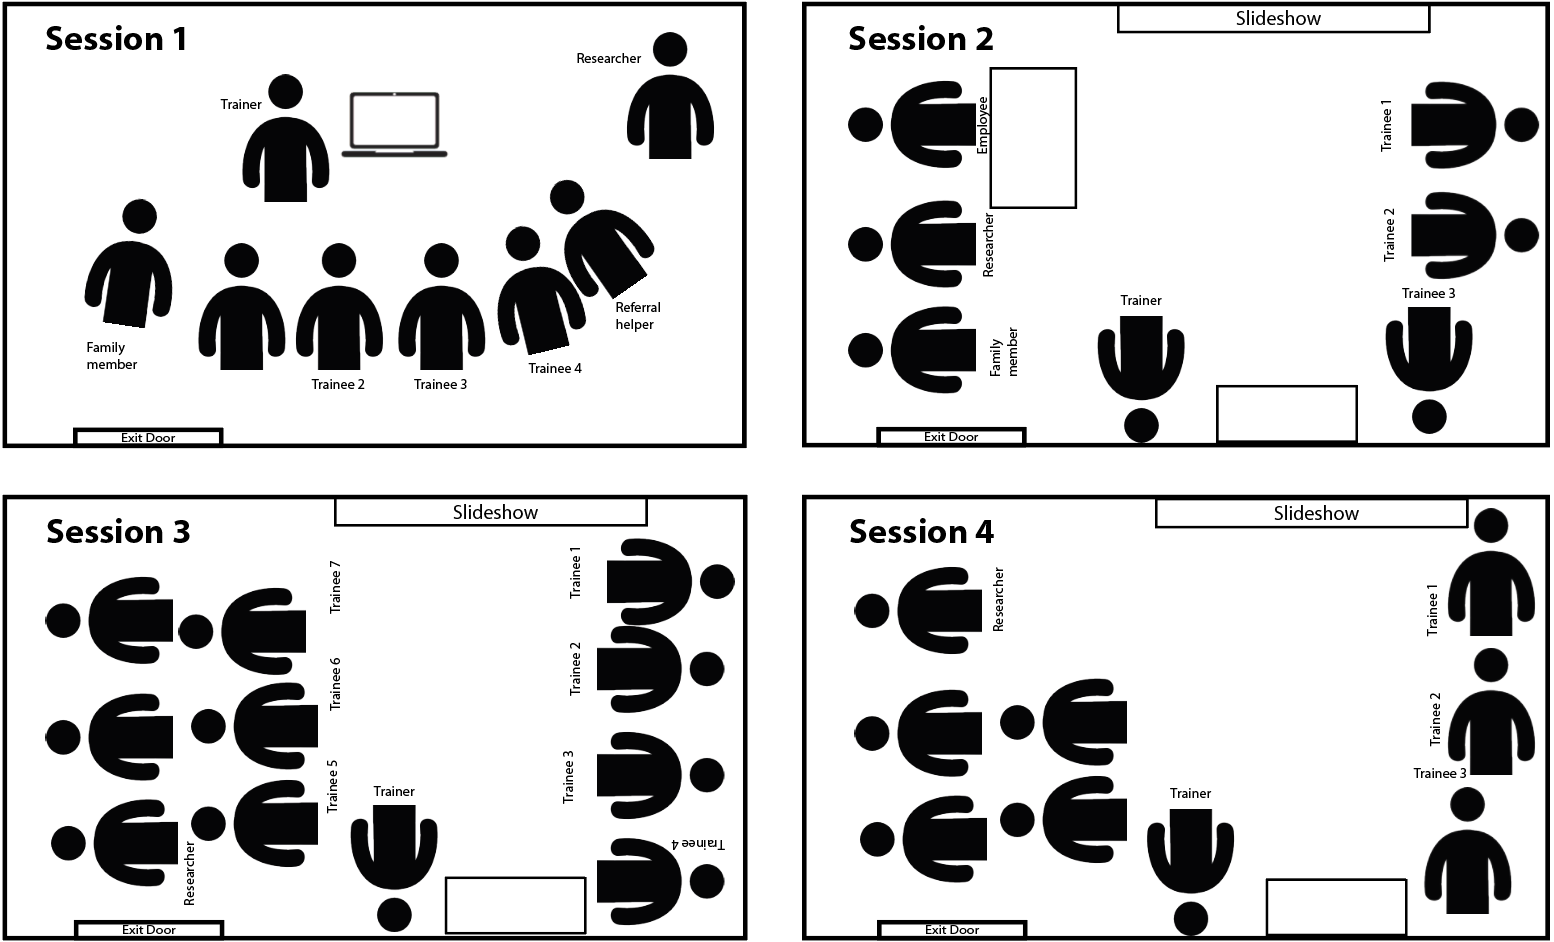 Session 1
Researcher
Trainer
Family
member
Trainee 2
Trainee 3
Trainee 4
Referral
helper
Exit Door
Session 2
Slideshow
Employee
Researcher
Family
member
Trainee 1
Trainee 2
Trainer
Trainee 3
Exit Door
Session 3
Slideshow
Trainee 7
Trainee 6
Trainee 5
Researcher
Trainer
Trainee 1
Trainee 2
Trainee 3
Trainee 4
Exit Door
Session 4
Slideshow
Researcher
Trainee 1
Trainee 2
Trainee 3
Trainer
Exit Door